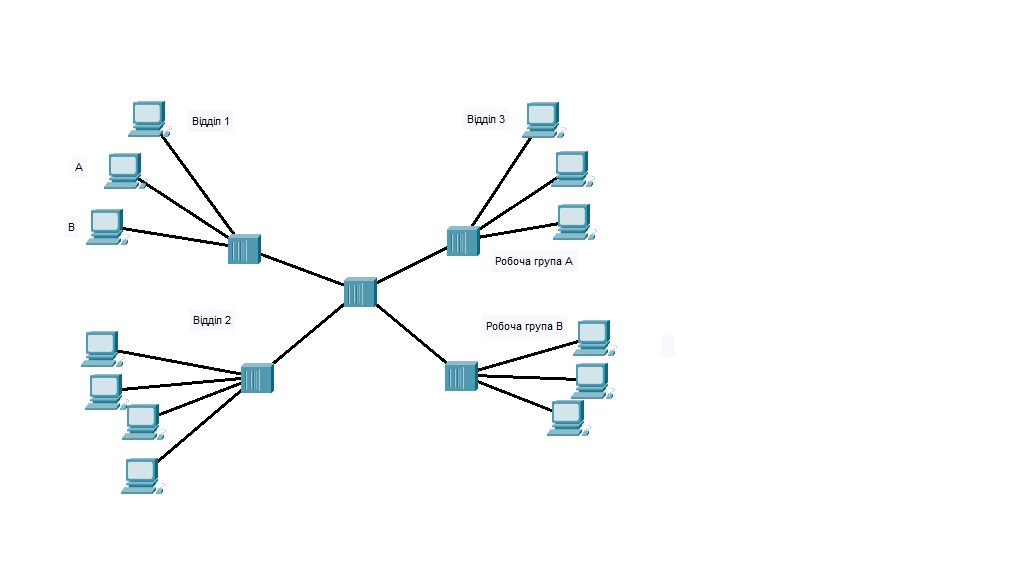 Відділ 1
Відділ 3
A
B
Робоча група A
Відділ 2
Робоча група B